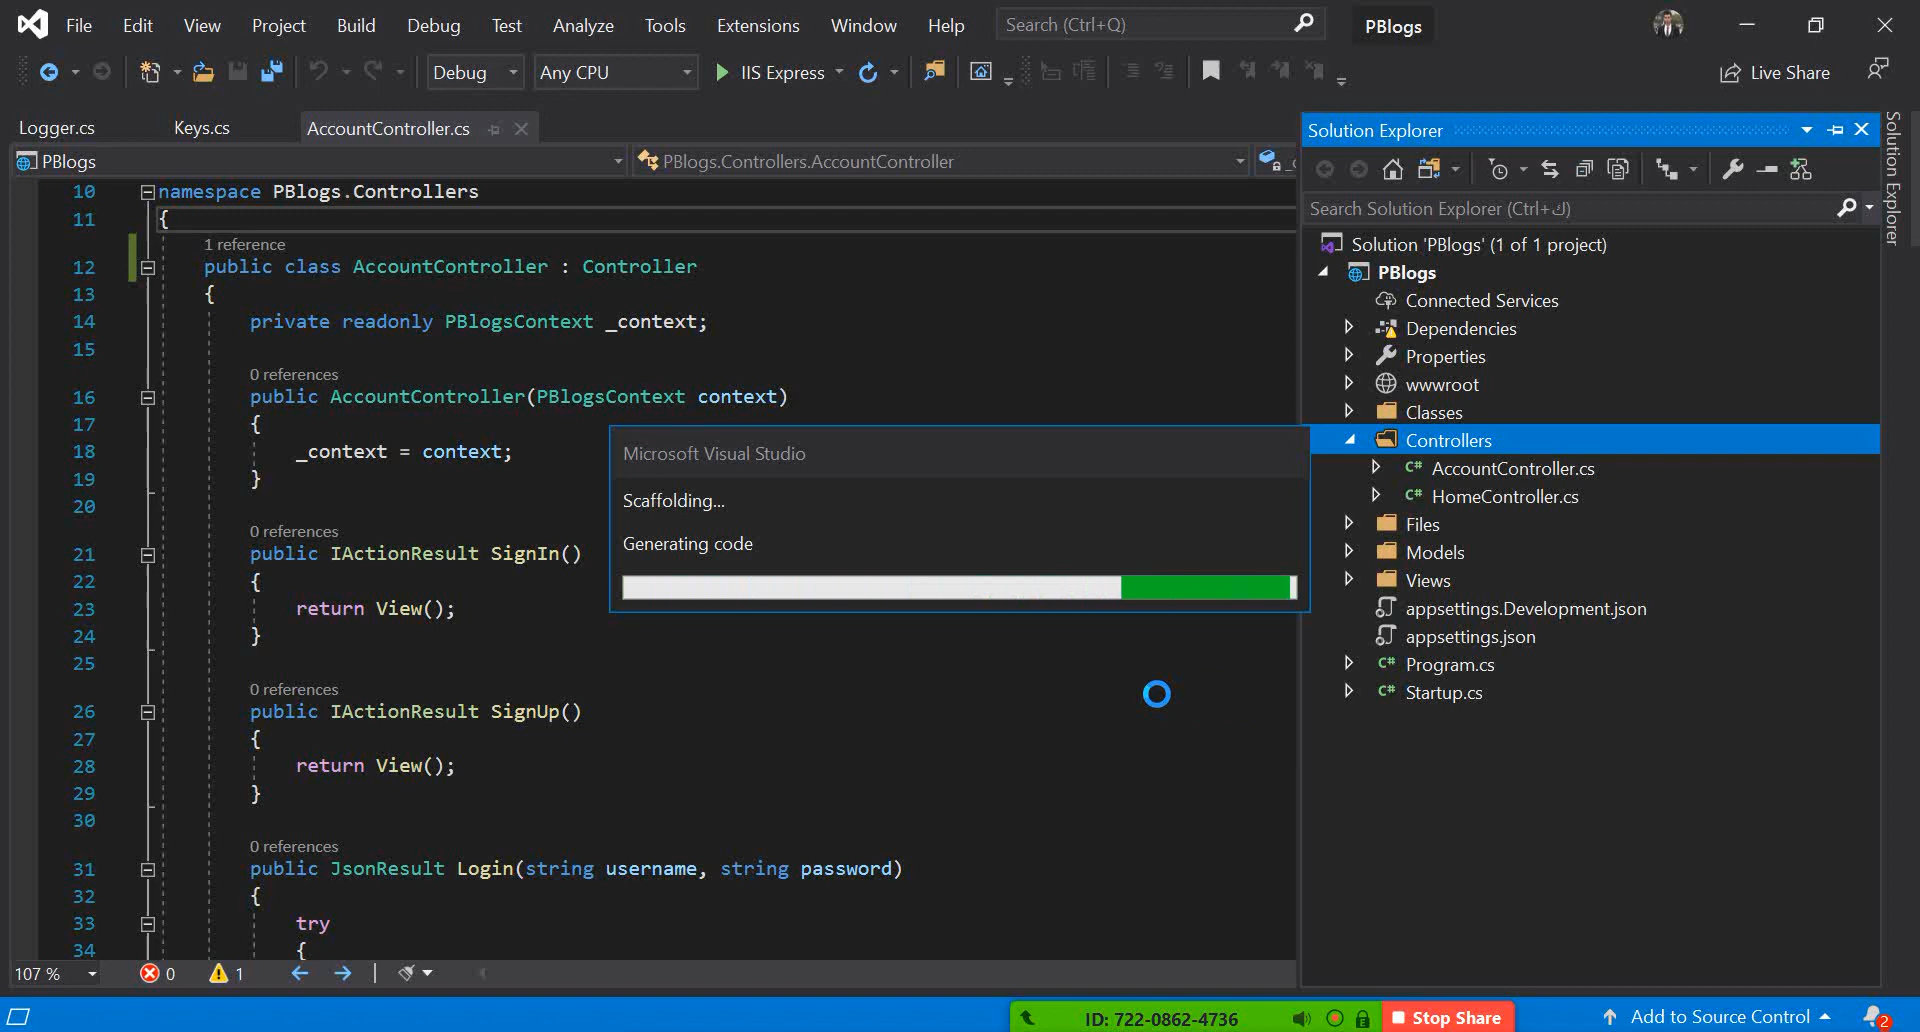 File Edit View Project Build Debug Test Analyze Tools Extensions Window Help Search (Ctrl+Q) PBlogs
Debug Any CPU IIS Express Live Share
Logger.cs Keys.cs AccountController.cs
PBlogs PBlogs.Controllers.AccountController
10 namespace PBlogs.Controllers
11 {
1 reference
12 public class AccountController : Controller
13 {
14 private readonly PBlogsContext _context;
15
0 references
16 public AccountController(PBlogsContext context)
17 {
18 _context = context;
19 }
20
0 references
21 public IActionResult SignIn()
22 {
23 return View();
24 }
25
0 references
26 public IActionResult SignUp()
27 {
28 return View();
29 }
30
0 references
31 public JsonResult Login(string username, string password)
32 {
33 try
34 {
107 % 0 1
Microsoft Visual Studio
Scaffolding...
Generating code
Solution Explorer
Search Solution Explorer (Ctrl+ك)
Solution 'PBlogs' (1 of 1 project)
PBlogs
Connected Services
Dependencies
Properties
wwwroot
Classes
Controllers
C# AccountController.cs
C# HomeController.cs
Files
Models
Views
appsettings.Development.json
appsettings.json
C# Program.cs
C# Startup.cs
Solution Explorer
ID: 722-0862-4736 Stop Share Add to Source Control 2